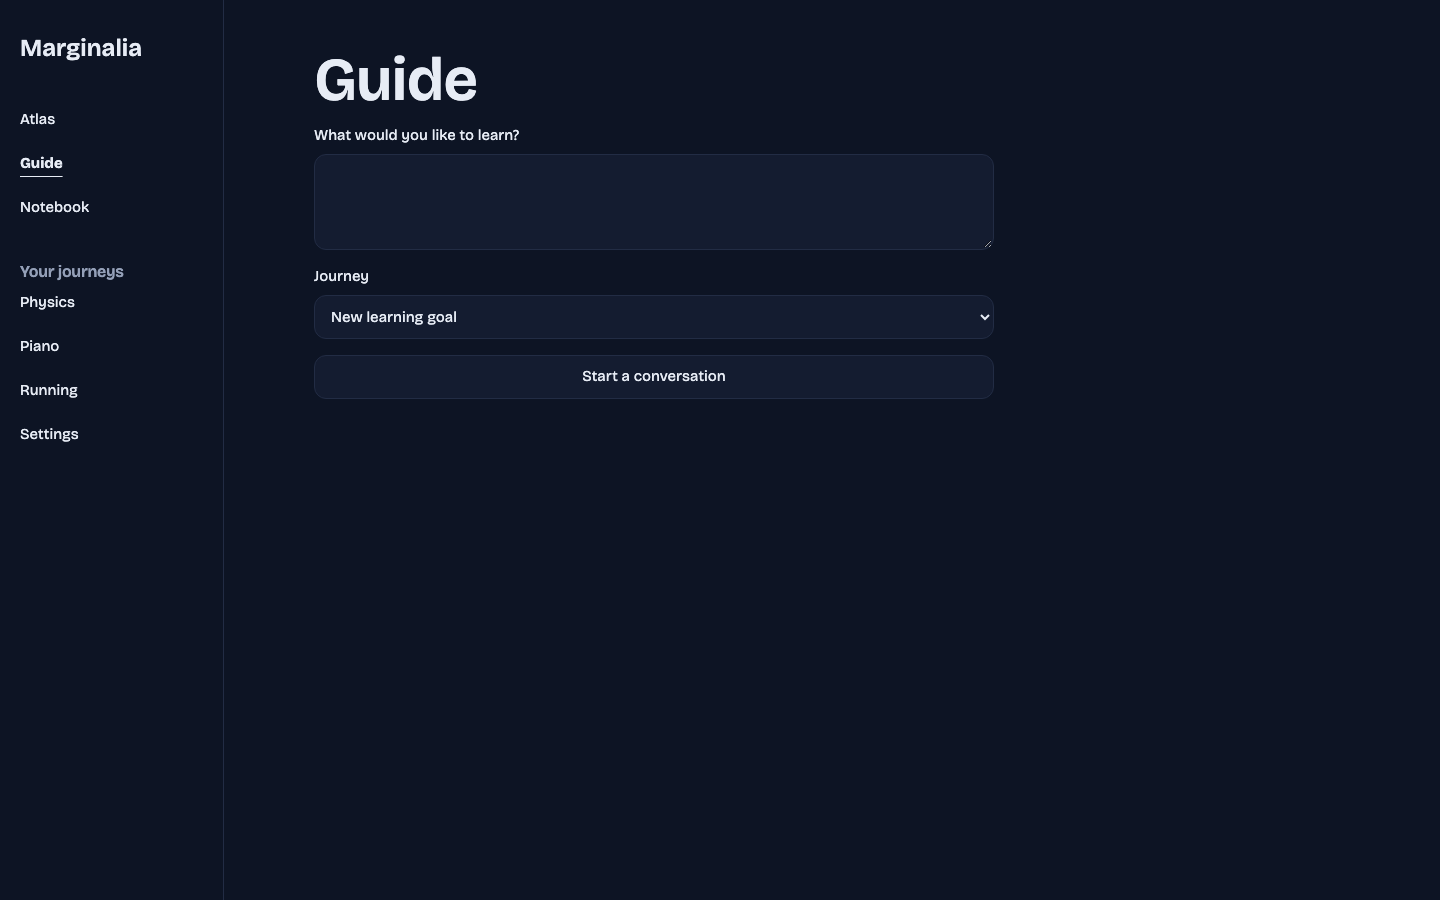 Marginalia
Atlas
Guide
Notebook
Your journeys
Physics
Piano
Running
Settings
Guide
What would you like to learn?
Journey
New learning goal
Start a conversation